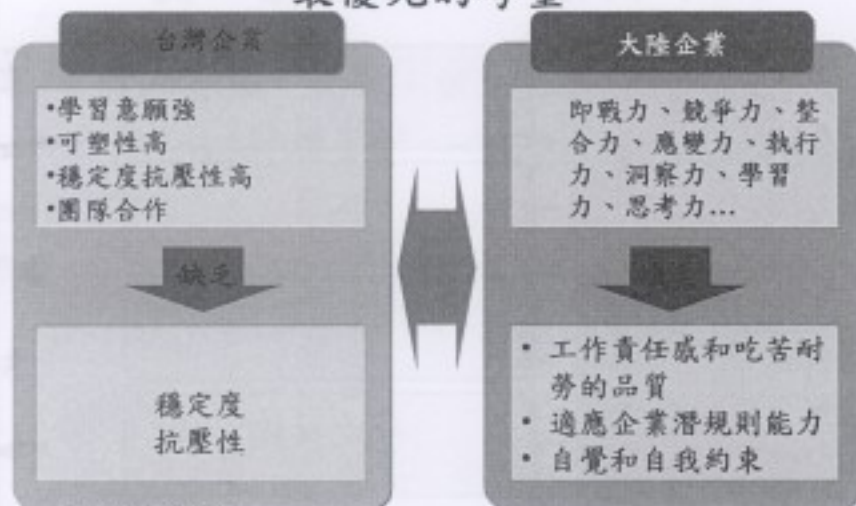 台灣企業
•學習意願強
•可塑性高
•穩定度抗壓性高
•團隊合作
缺乏
穩定度
抗壓性
大陸企業
即戰力、競爭力、整
合力、應變力、執行
力、洞察力、學習
力、思考力...
• 工作責任感和吃苦耐
勞的品質
• 適應企業潛規則能力
• 自覺和自我約束